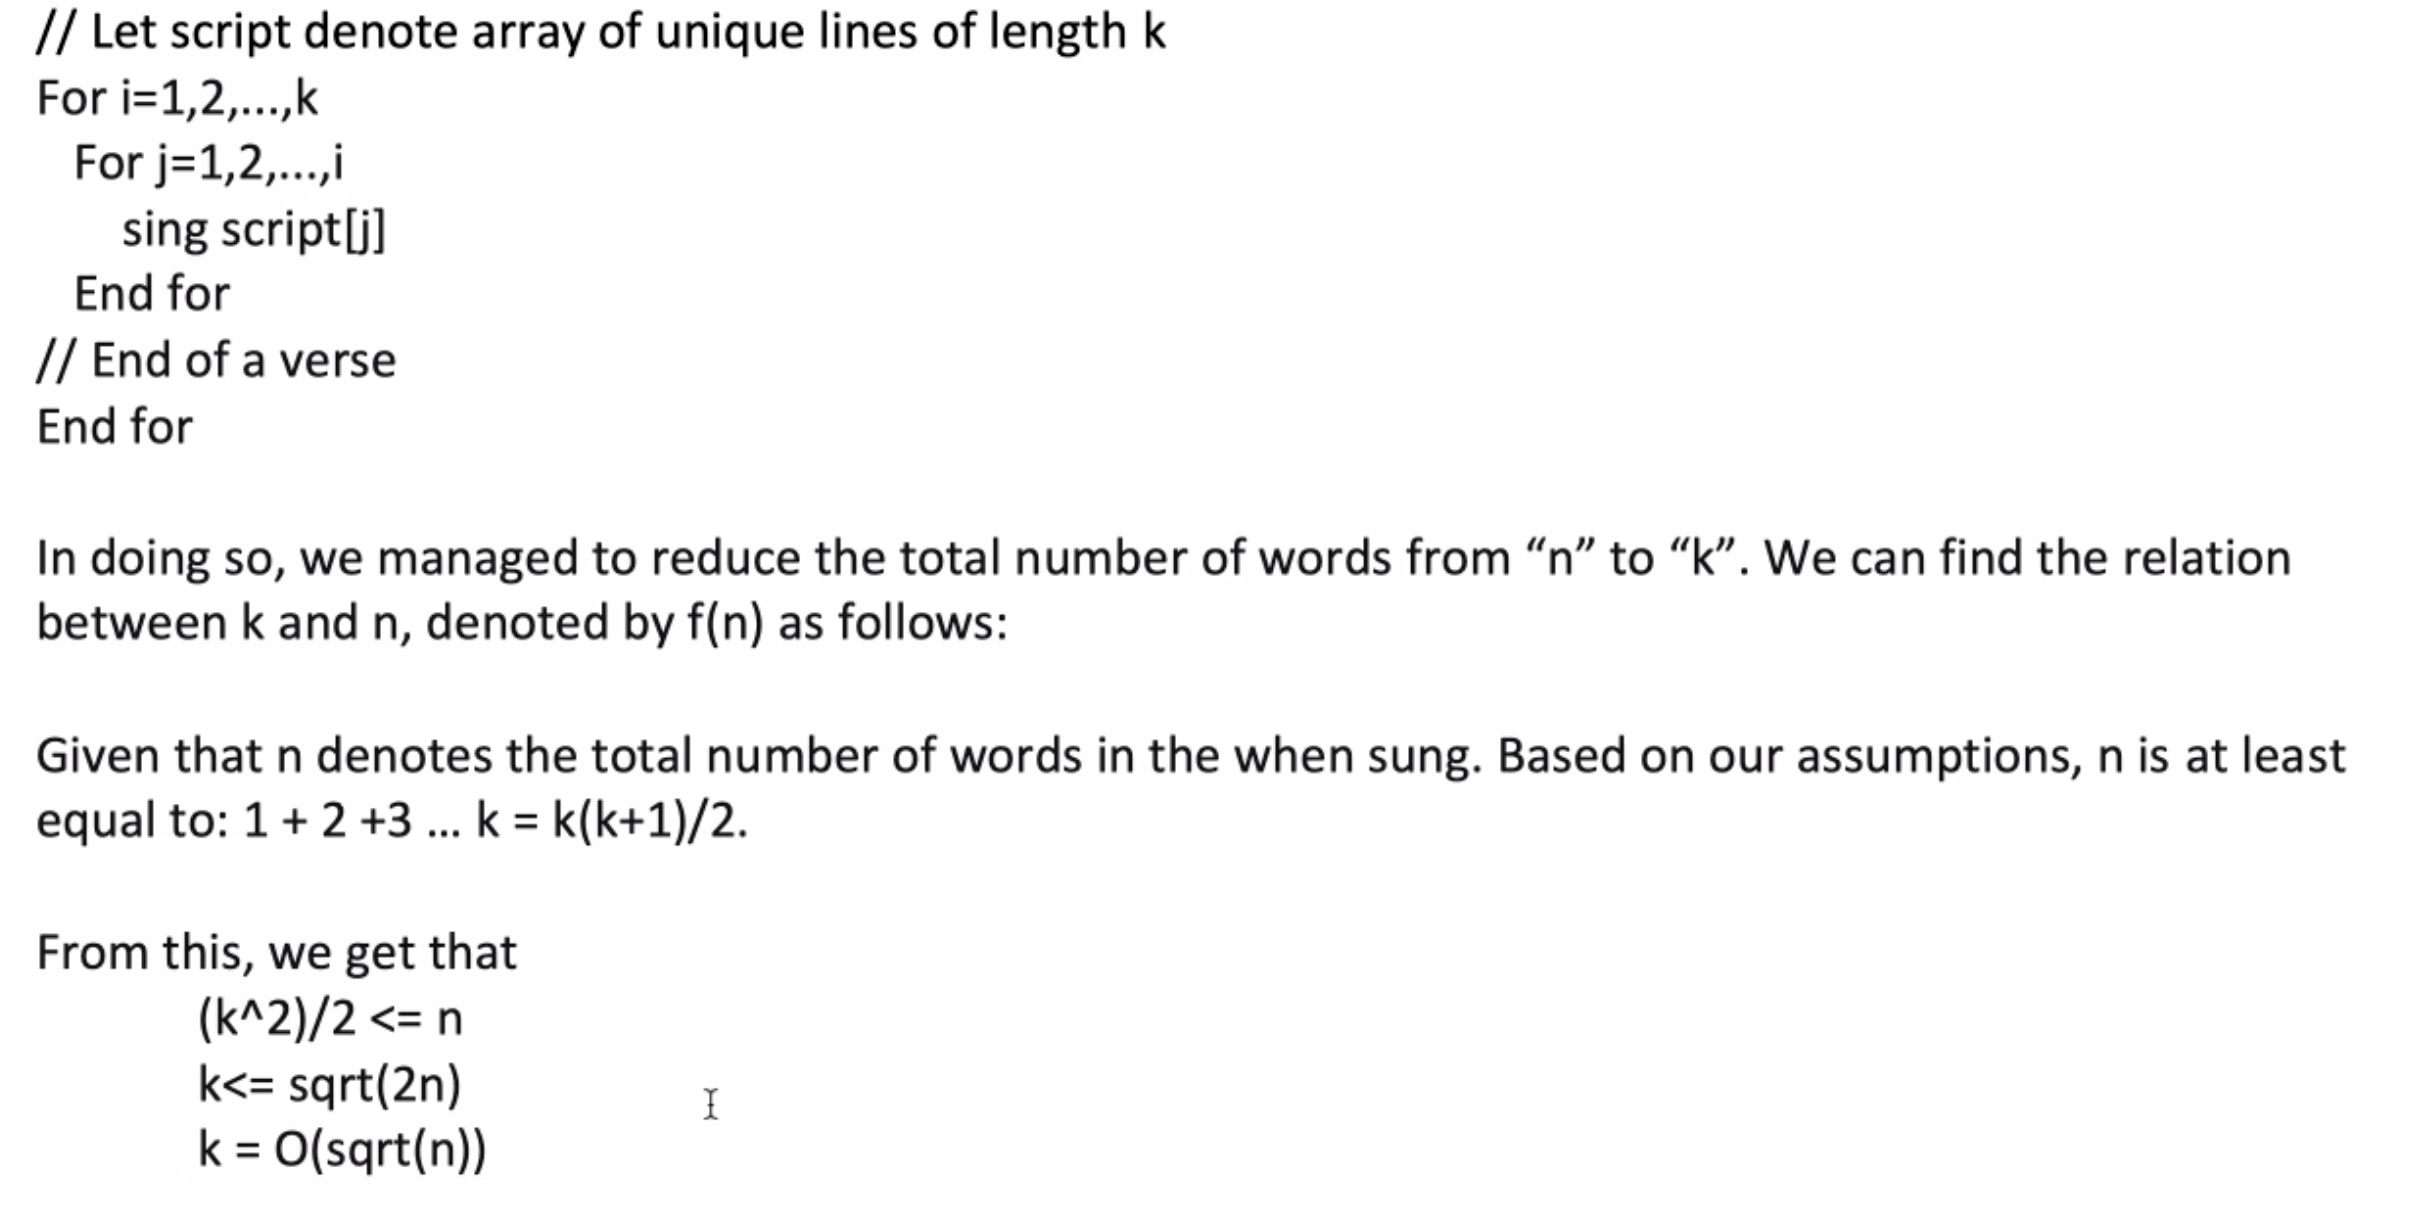 // Let script denote array of unique lines of length k
For i=1,2,...,k
For j=1,2,...,i
sing script[j]
End for
// End of a verse
End for
In doing so, we managed to reduce the total number of words from “n” to “k”. We can find the relation
between k and n, denoted by f(n) as follows:
Given that n denotes the total number of words in the when sung. Based on our assumptions, n is at least
equal to: 1 + 2 +3 ... k = k(k+1)/2.
From this, we get that
(k^2)/2 <= n
k<= sqrt(2n)
k = O(sqrt(n))